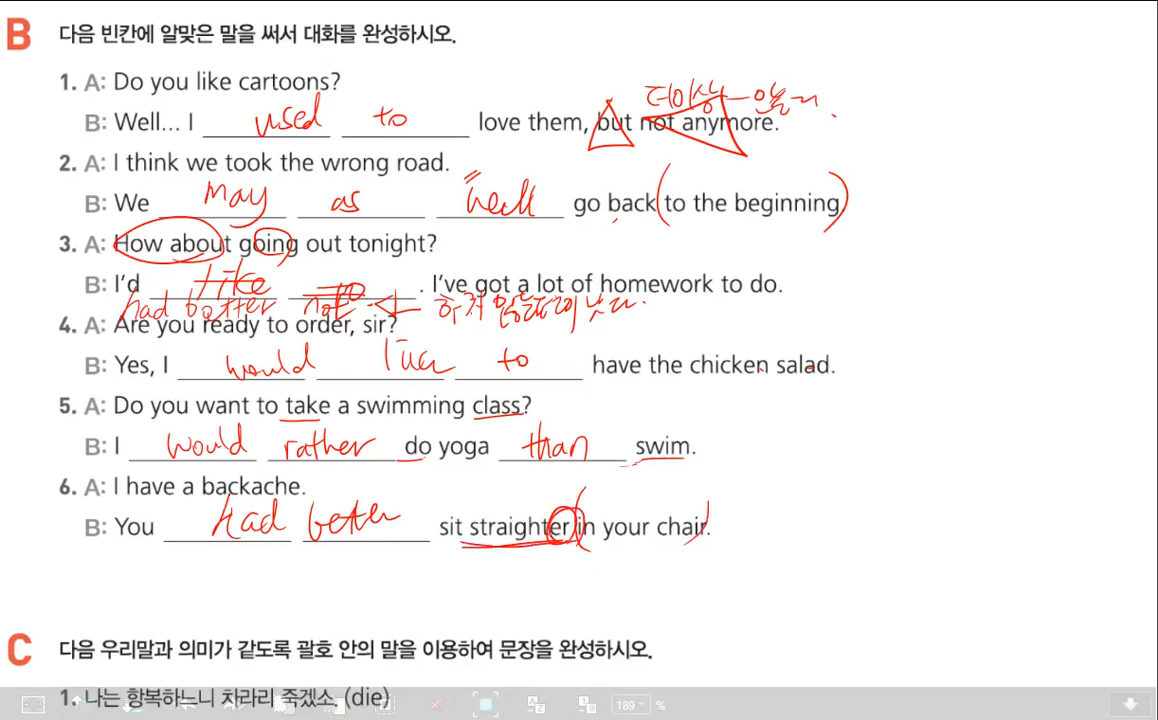 B 다음 빈칸에 알맞은 말을 써서 대화를 완성하시오.
1. A: Do you like cartoons?
더이상 않
B: Well... I used to love them, but not anymore.
2. A: I think we took the wrong road.
B: We may as well go back (to the beginning)
3. A: How about going out tonight?
B: I'd like to . I've got a lot of homework to do.
had better not 하지 않는 낫다.
4. A: Are you ready to order, sir?
B: Yes, I would like to have the chicken salad.
5. A: Do you want to take a swimming class?
B: I would rather do yoga than swim.
6. A: I have a backache.
B: You had better sit straighter (in your chair).
C 다음 우리말과 의미가 같도록 괄호 안의 말을 이용하여 문장을 완성하시오.
1. 나는 항복하느니 차라리 죽겠소. (die)
189 %